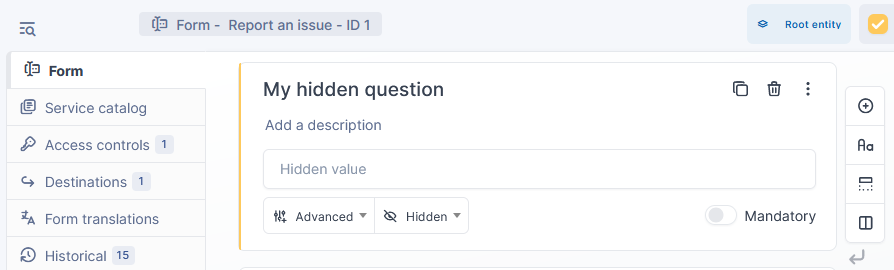 Form - Report an issue - ID 1
Root entity
Form
Service catalog
Access controls 1
Destinations 1
Form translations
Historical 15
My hidden question
Add a description
Hidden value
Advanced
Hidden
Mandatory
Aa